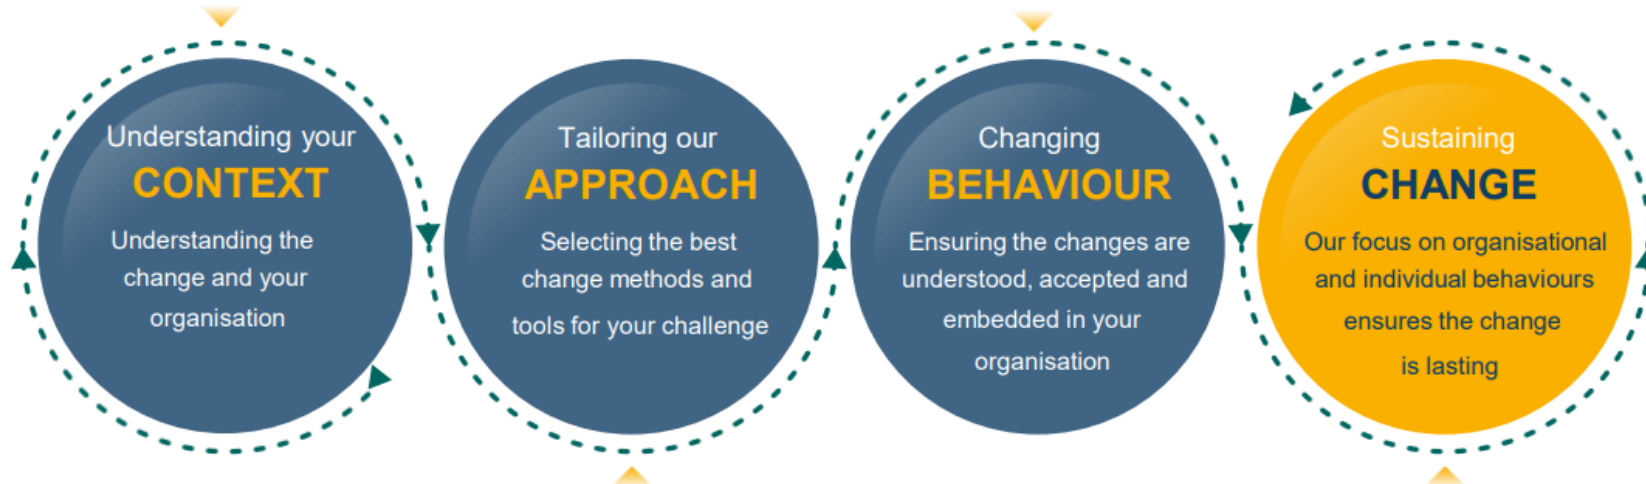 Understanding your
CONTEXT
Understanding the
change and your
organisation
Tailoring our
APPROACH
Selecting the best
change methods and
tools for your challenge
Changing
BEHAVIOUR
Ensuring the changes are
understood, accepted and
embedded in your
organisation
Sustaining
CHANGE
Our focus on organisational
and individual behaviours
ensures the change
is lasting